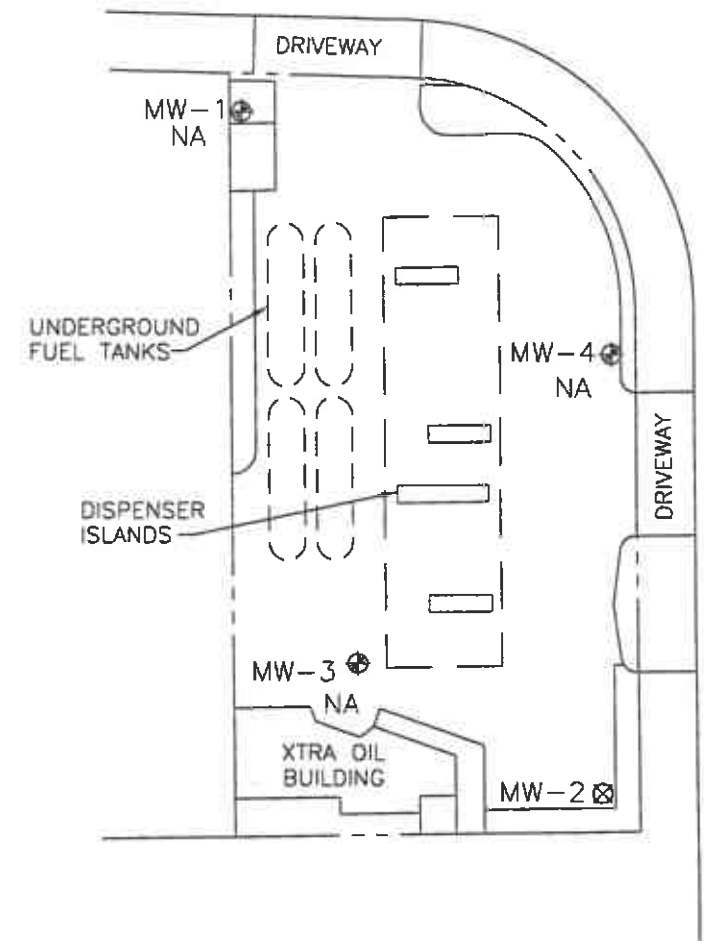 DRIVEWAY
MW-1
NA
UNDERGROUND
FUEL TANKS
MW-4
NA
DRIVEWAY
DISPENSER
ISLANDS
MW-3
NA
XTRA OIL
BUILDING
MW-2